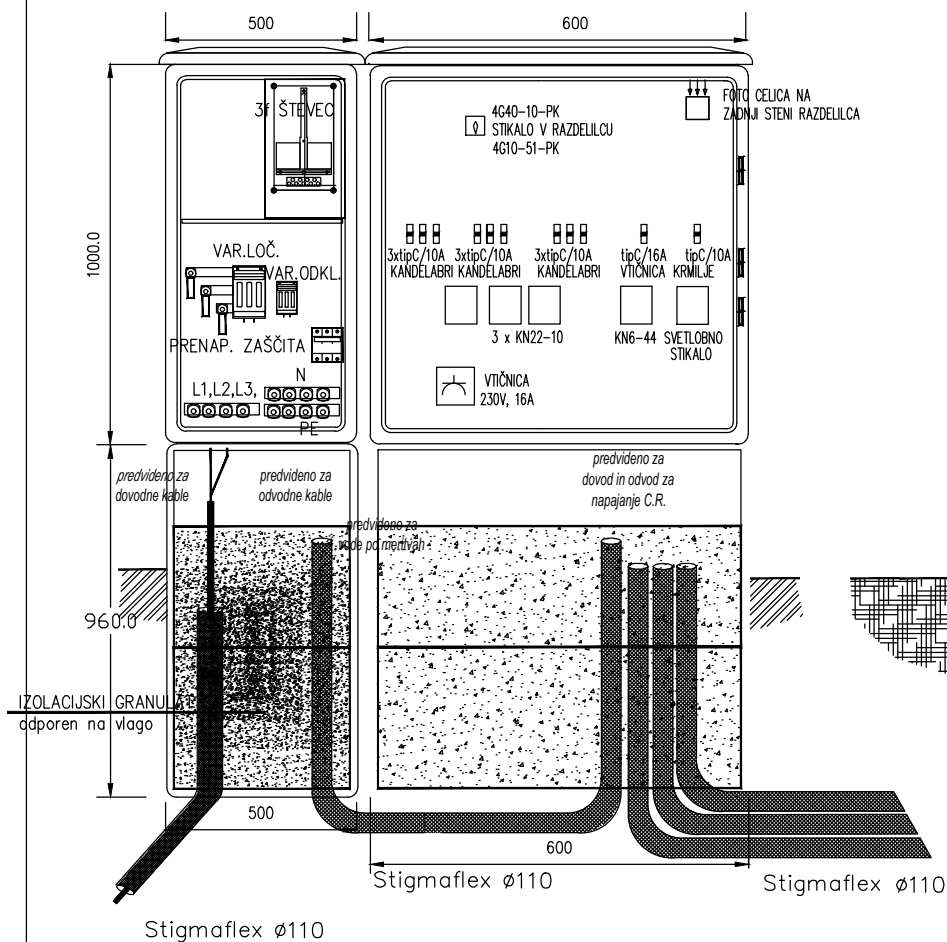 500
600
1000.0
3f ŠTEVEC
4G40-10-PK
STIKALO V RAZDELILCU
4G10-51-PK
FOTO CELICA NA
ZADNJI STENI RAZDELILCA
VAR.LOČ.
VAR.ODKL.
3xtipC/10A
KANDELABRI
3xtipC/10A
KANDELABRI
3xtipC/10A
KANDELABRI
tipC/16A
VTIČNICA
tipC/10A
KRMILJE
3 x KN22-10
KN6-44
SVETLOBNO
STIKALO
PRENAP. ZAŠČITA
VTIČNICA
230V, 16A
L1,L2,L3,
N
PE
predvideno za
dovodne kable
predvideno za
odvodne kable
predvideno za
dovod in odvod za
napajanje C.R.
predvideno za
vode po meritvah
960.0
IZOLACIJSKI GRANULAT
odporen na vlago
500
600
Stigmaflex ø110
Stigmaflex ø110
Stigmaflex ø110